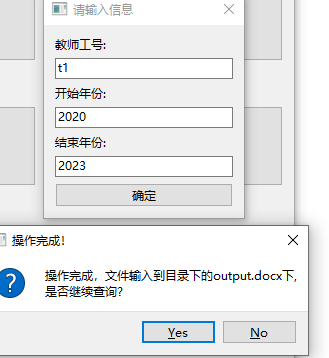 请输入信息
教师工号:
t1
开始年份:
2020
结束年份:
2023
确定
操作完成!
操作完成，文件输入到目录下的output.docx下,
是否继续查询?
Yes
No